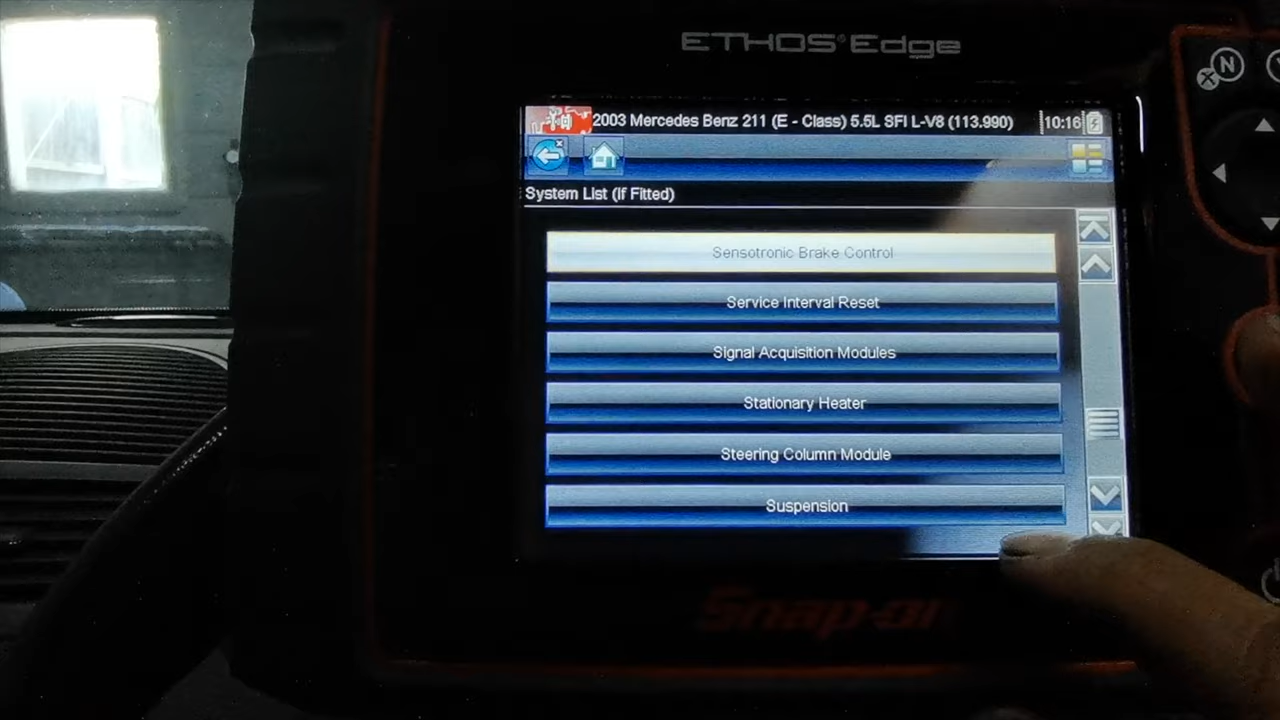 ETHOS® Edge
N
2003 Mercedes Benz 211 (E - Class) 5.5L SFI L-V8 (113.990)
10:16
System List (If Fitted)
Sensotronic Brake Control
Service Interval Reset
Signal Acquisition Modules
Stationary Heater
Steering Column Module
Suspension
Snap-on